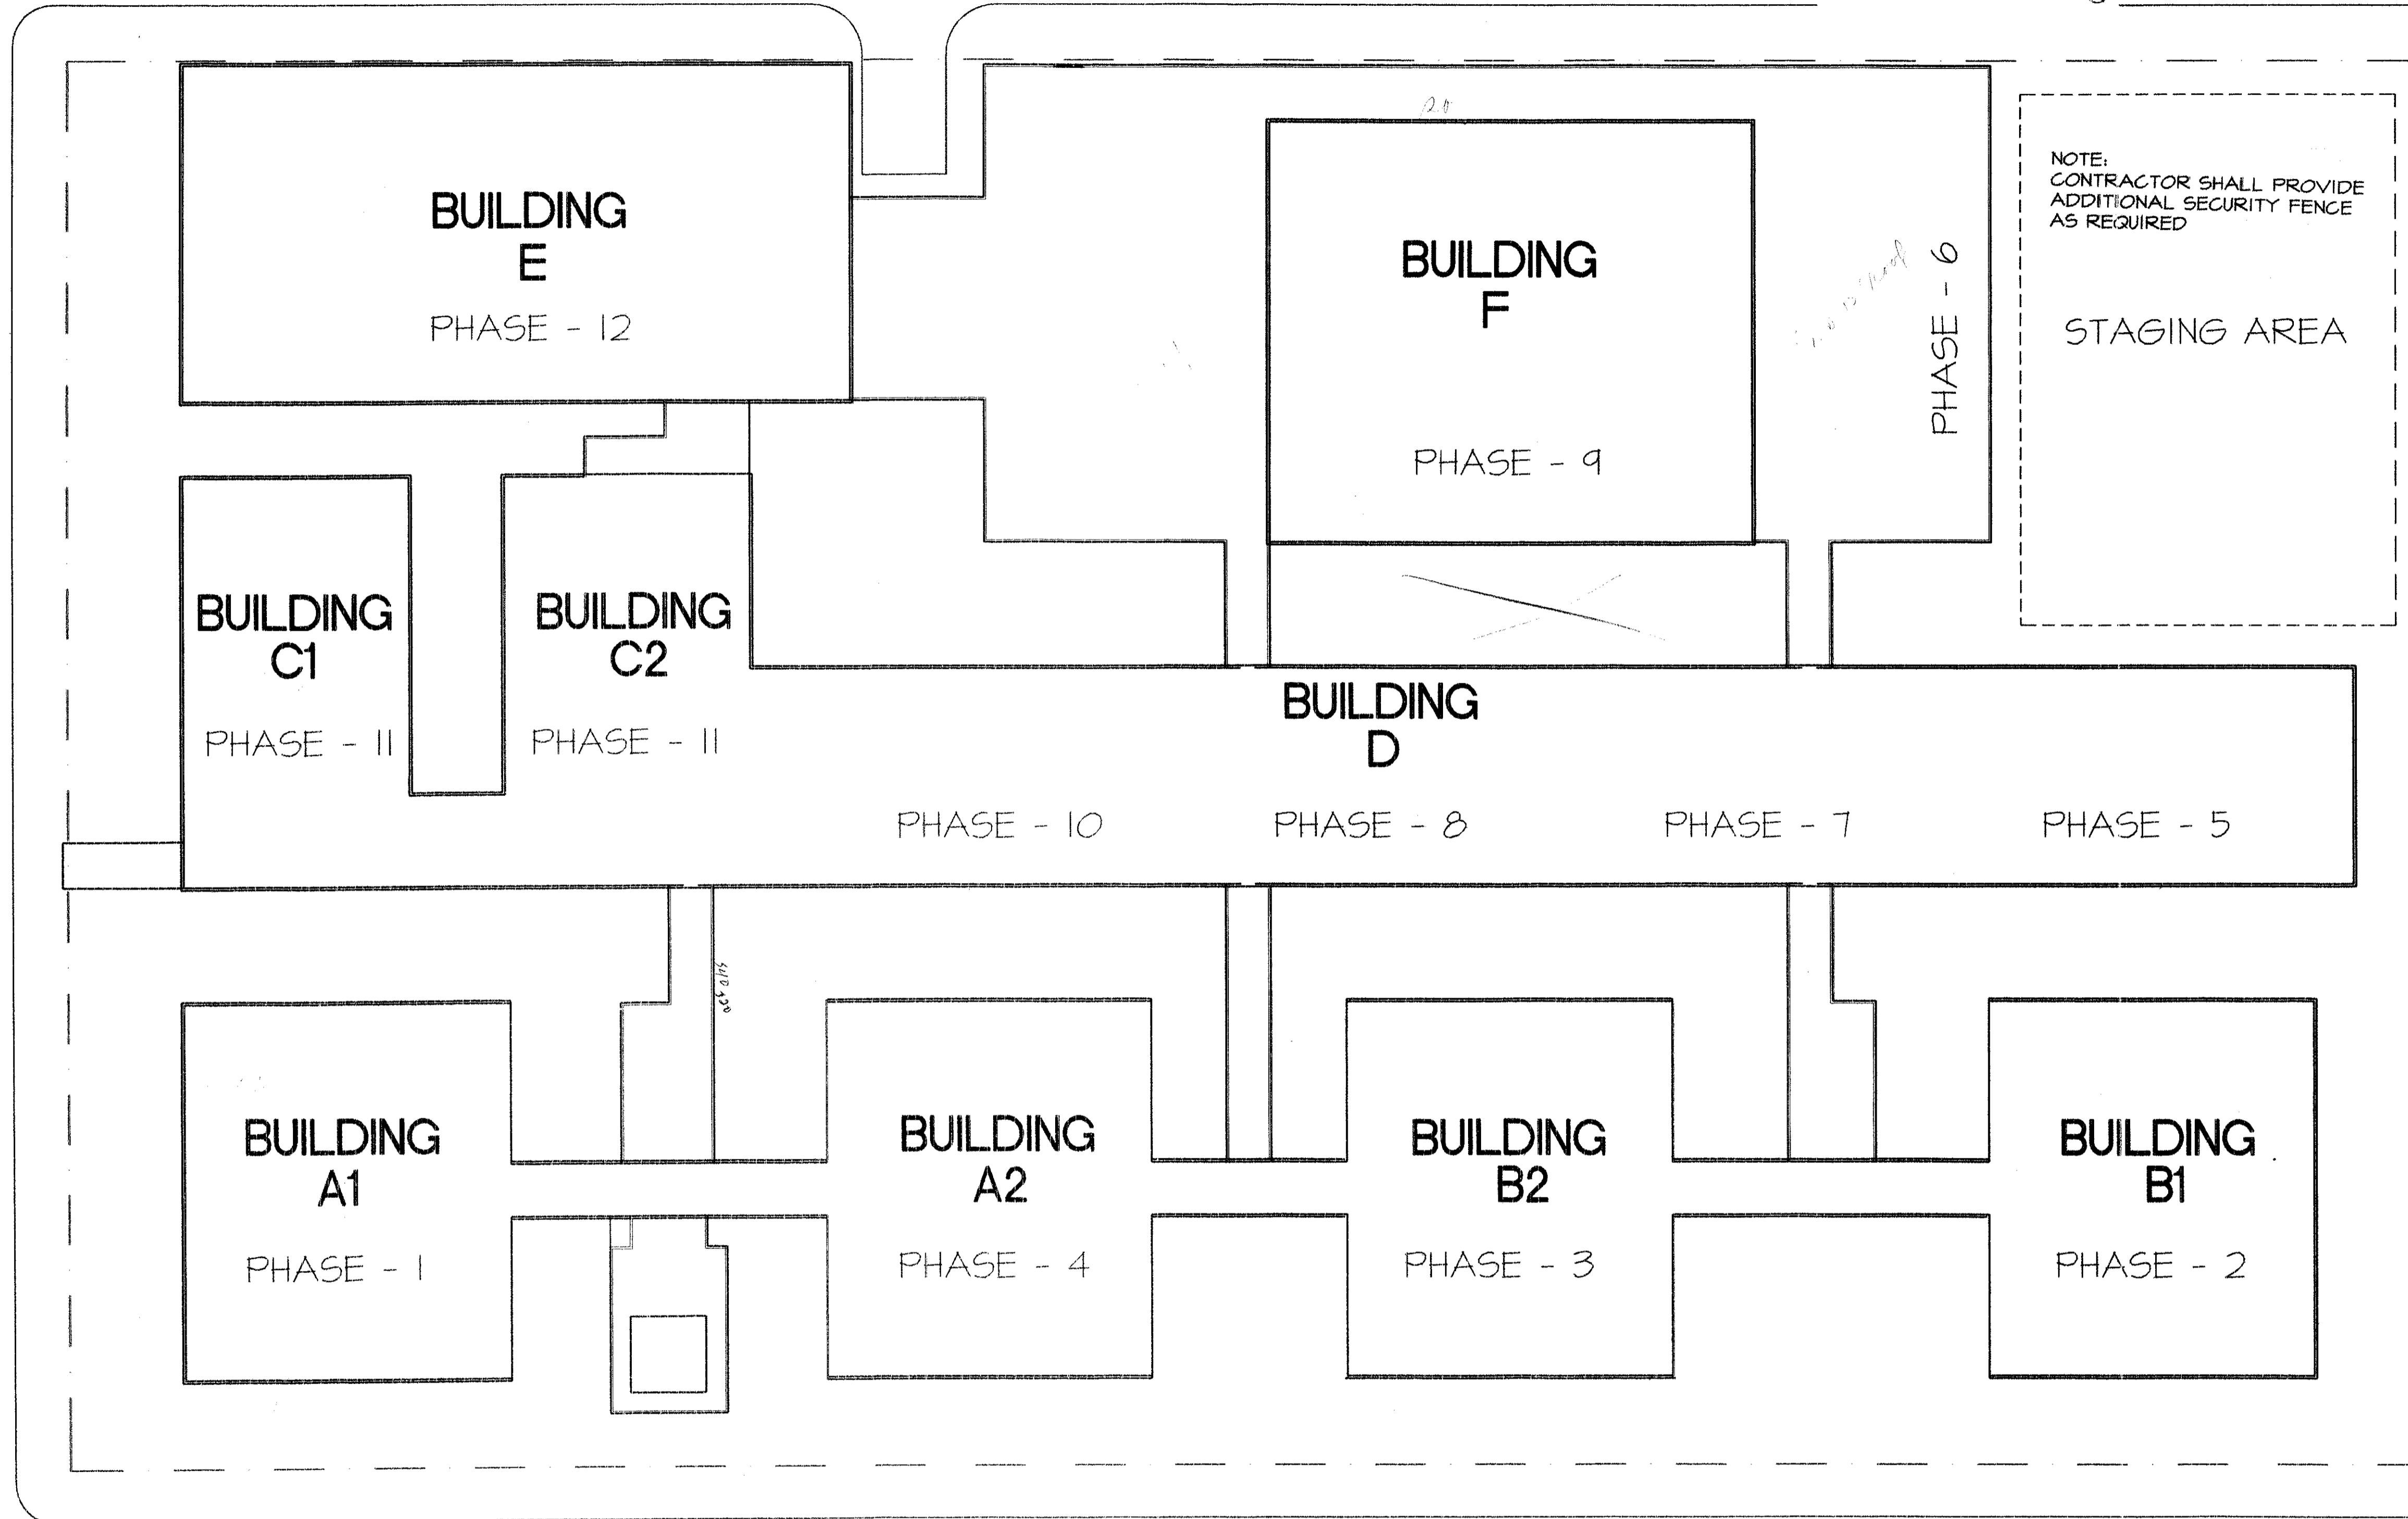 BUILDING
E
PHASE - 12
20
BUILDING
F
PHASE - 9
PHASE - 6
NOTE:
CONTRACTOR SHALL PROVIDE
ADDITIONAL SECURITY FENCE
AS REQUIRED
STAGING AREA
BUILDING
C1
PHASE - 11
BUILDING
C2
PHASE - 11
BUILDING
D
PHASE - 10
PHASE - 8
PHASE - 7
PHASE - 5
BUILDING
A1
PHASE - 1
BUILDING
A2
PHASE - 4
BUILDING
B2
PHASE - 3
BUILDING
B1
PHASE - 2